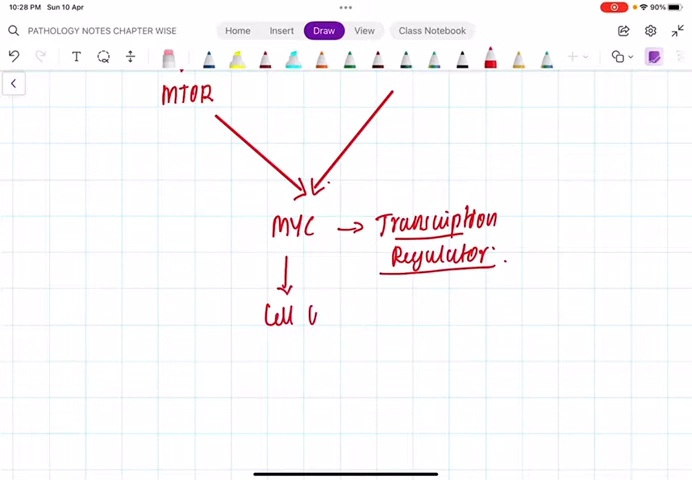 10:28 PM Sun 10 Apr
90%
PATHOLOGY NOTES CHAPTER WISE
Home Insert Draw View Class Notebook
MTOR
MYC → Transcription
Regulator.
Cell C